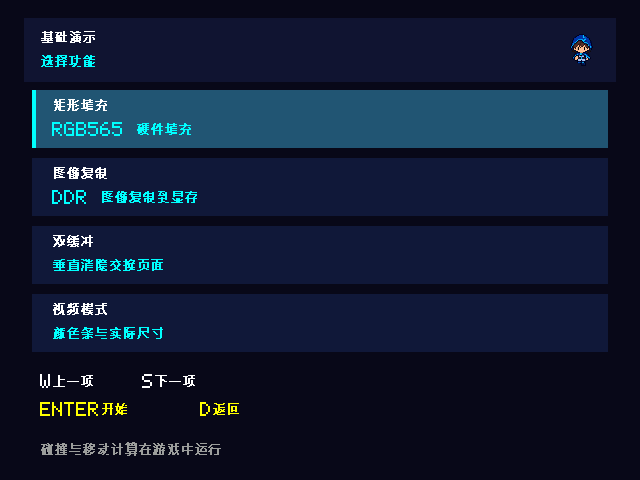 基础演示
选择功能
矩形填充
RGB565 硬件填充
图像复制
DDR 图像复制到显存
双缓冲
垂直消隐交换页面
视频模式
颜色条与实际尺寸
W上一项 S下一项
ENTER开始 D返回
碰撞与移动计算在游戏中运行